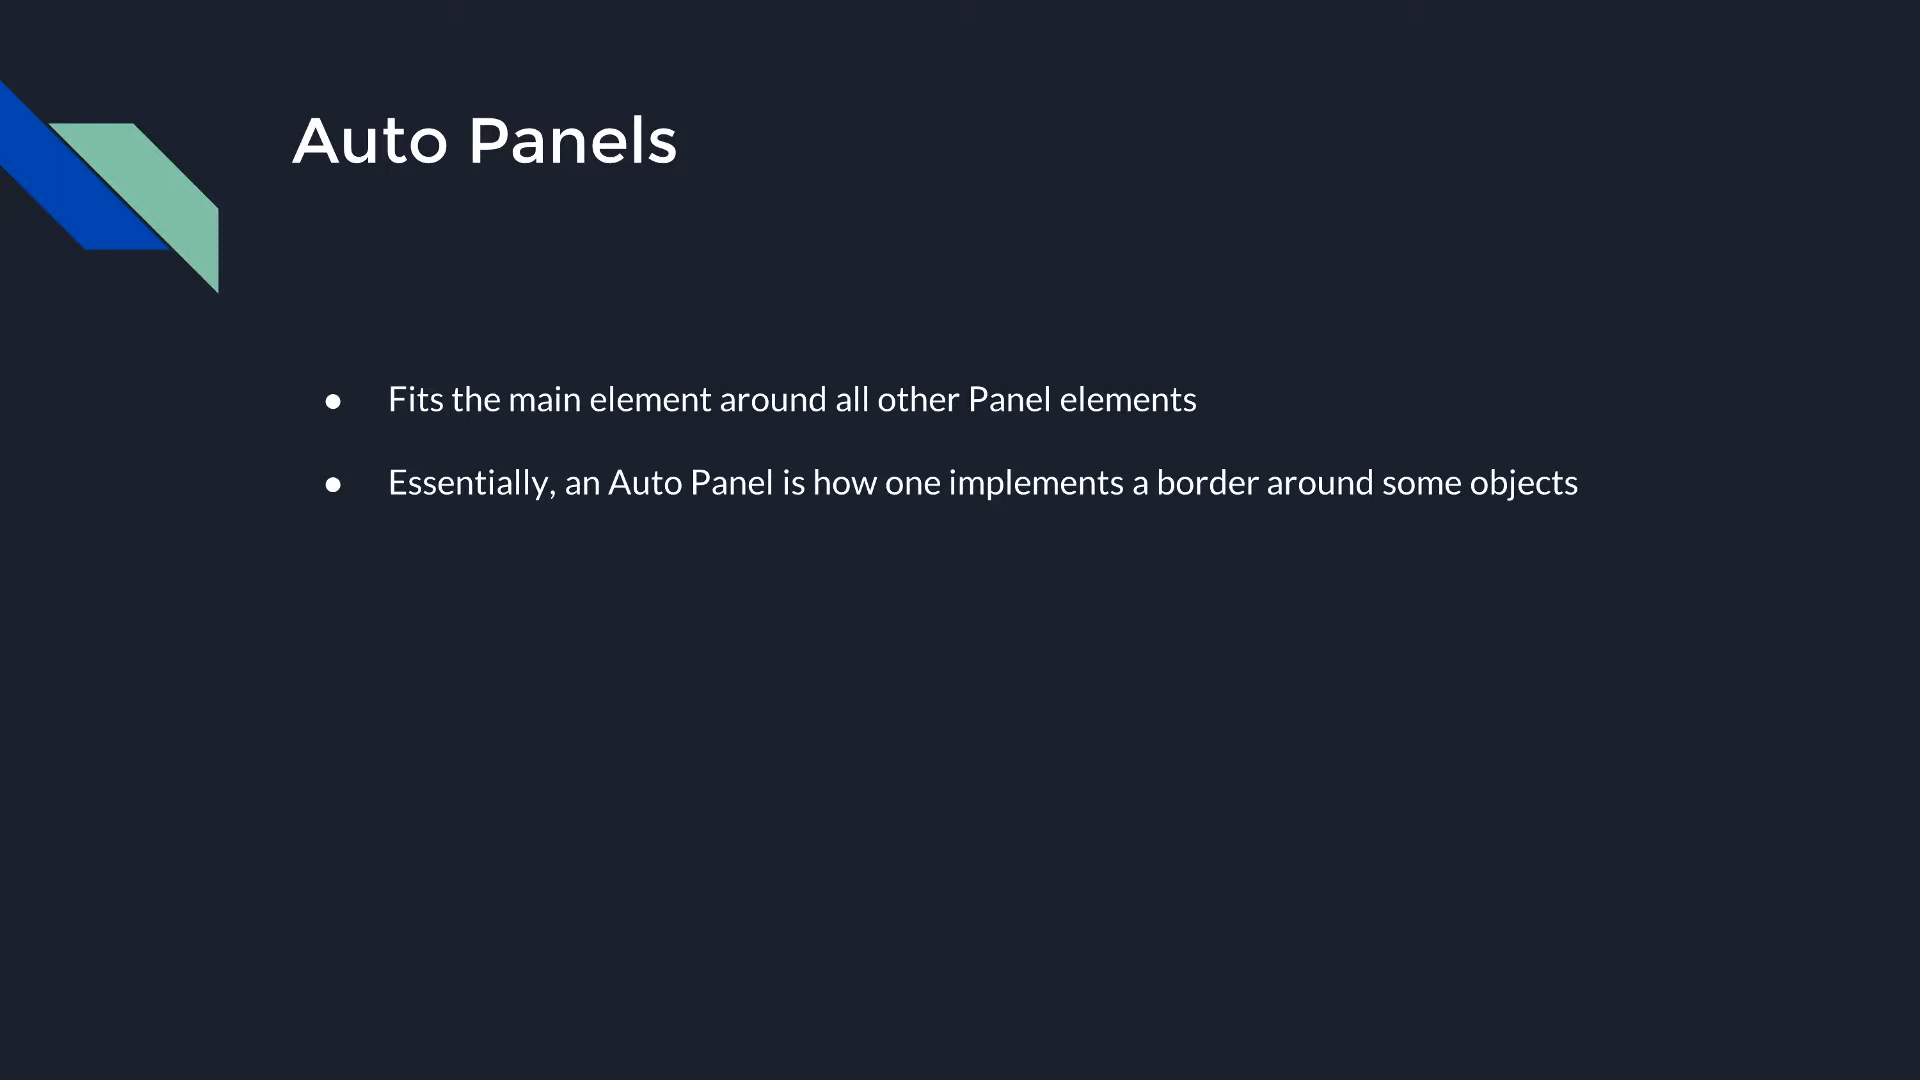 Auto Panels
● Fits the main element around all other Panel elements
● Essentially, an Auto Panel is how one implements a border around some objects